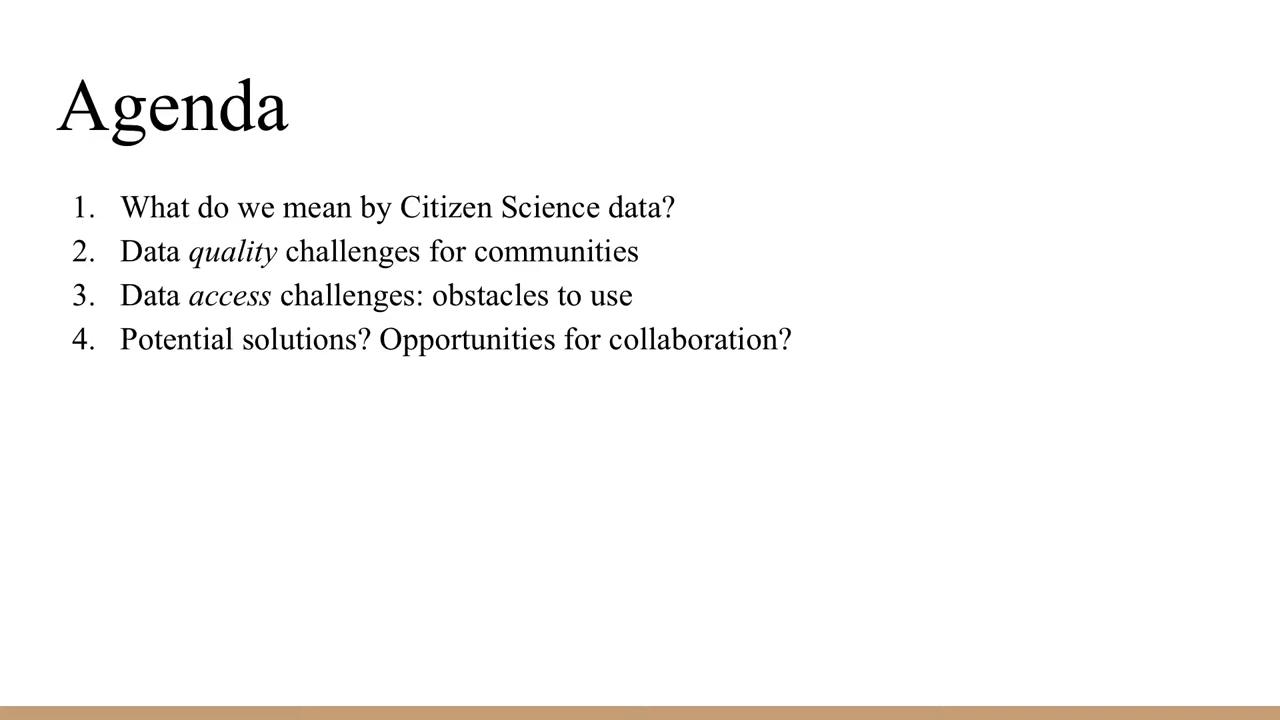 Agenda
1. What do we mean by Citizen Science data?
2. Data quality challenges for communities
3. Data access challenges: obstacles to use
4. Potential solutions? Opportunities for collaboration?